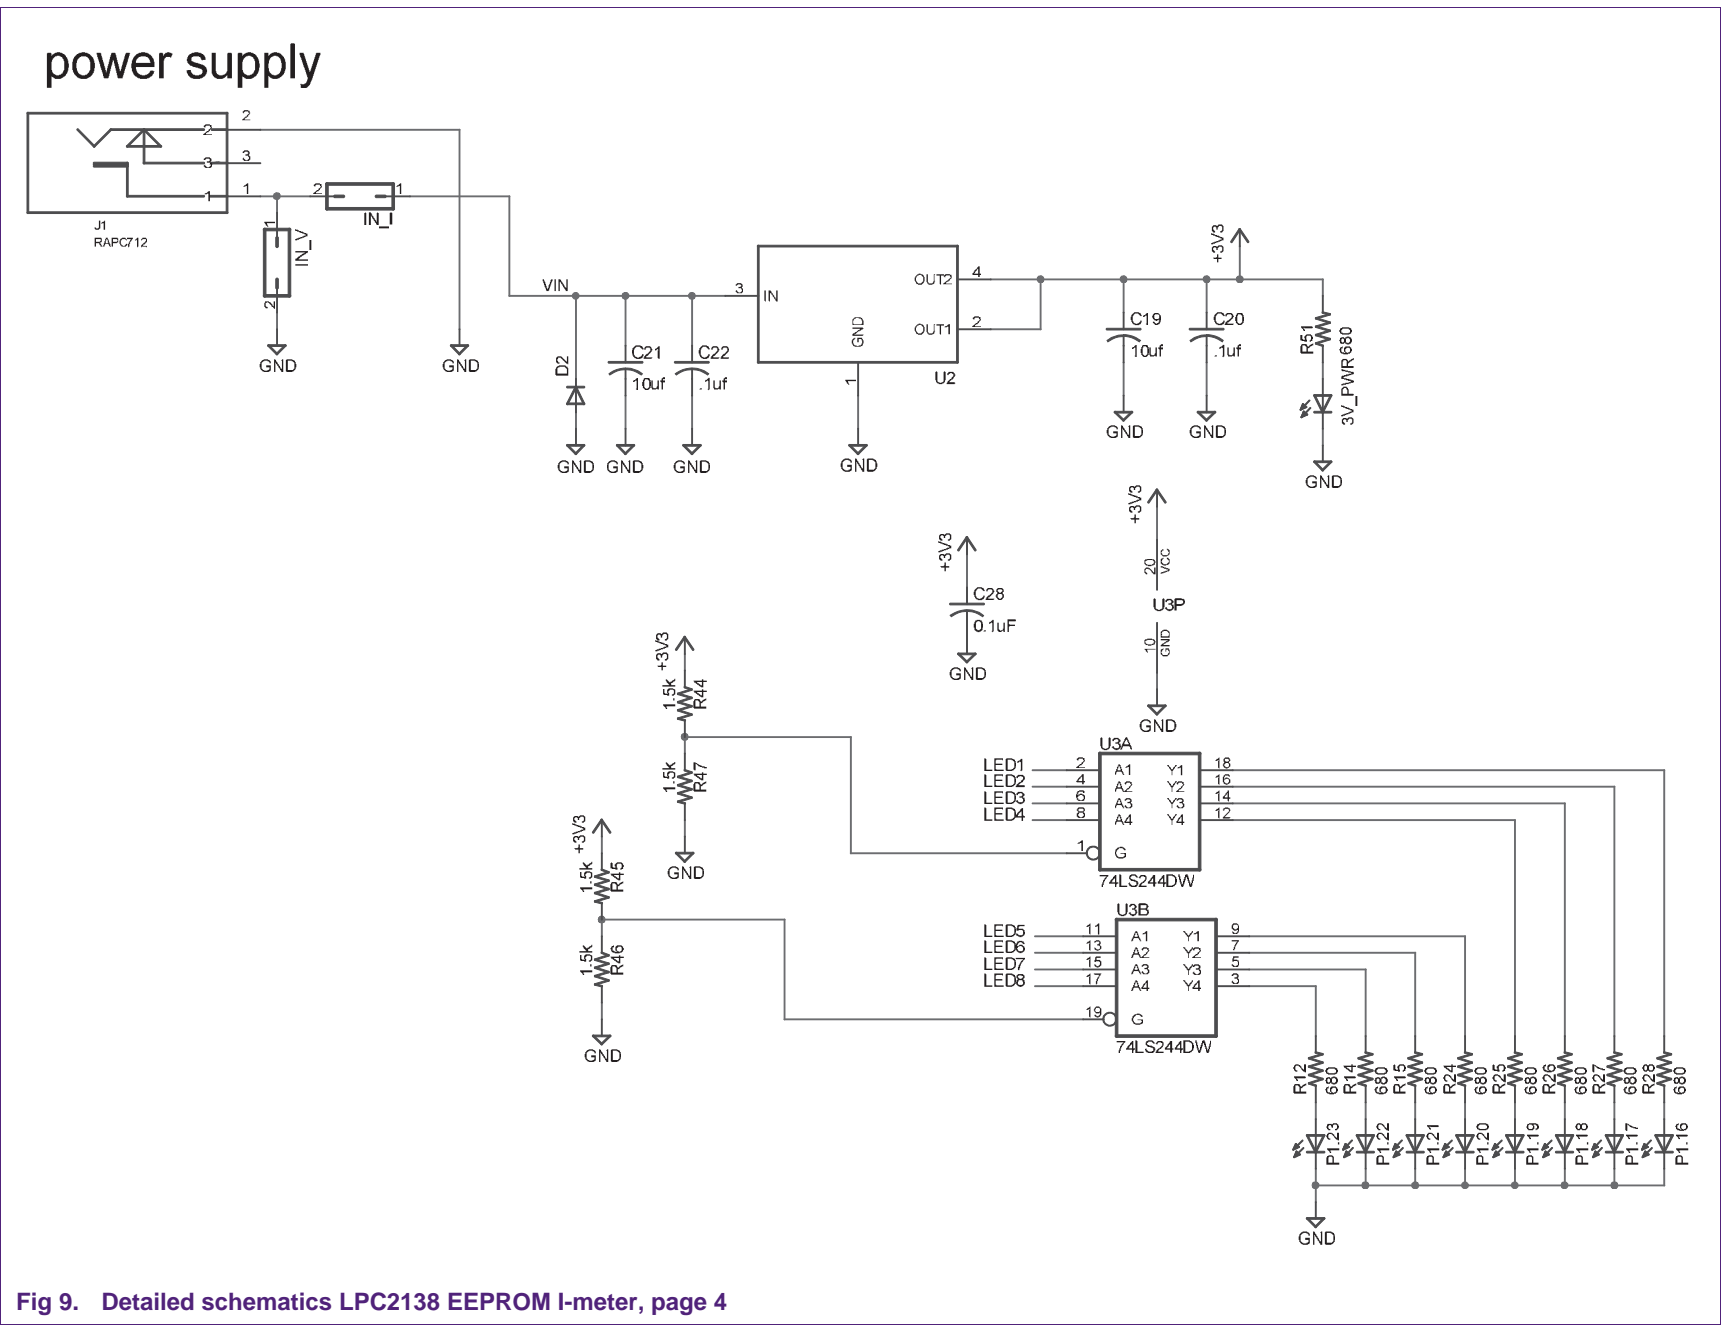 power supply
2
2
3
3
1
1
J1
RAPC712
2
1
IN_I
1
IN_V
2
GND
GND
VIN
D2
C21
10uf
C22
.1uf
GND
GND
GND
3
IN
GND
OUT2
4
OUT1
2
1
U2
GND
+3V3
C19
10uf
C20
.1uf
GND
GND
R51
680
3V_PWR
GND
+3V3
20
VCC
U3P
10
GND
GND
+3V3
C28
0.1uF
GND
+3V3
1.5k
R44
1.5k
R47
GND
+3V3
1.5k
R45
1.5k
R46
GND
U3A
LED1 2 A1 Y1 18
LED2 4 A2 Y2 16
LED3 6 A3 Y3 14
LED4 8 A4 Y4 12
1 G
74LS244DW
U3B
LED5 11 A1 Y1 9
LED6 13 A2 Y2 7
LED7 15 A3 Y3 5
LED8 17 A4 Y4 3
19 G
74LS244DW
R12
680
R14
680
R15
680
R24
680
R25
680
R26
680
R27
680
R28
680
P1.23
P1.22
P1.21
P1.20
P1.19
P1.18
P1.17
P1.16
GND
Fig 9. Detailed schematics LPC2138 EEPROM I-meter, page 4